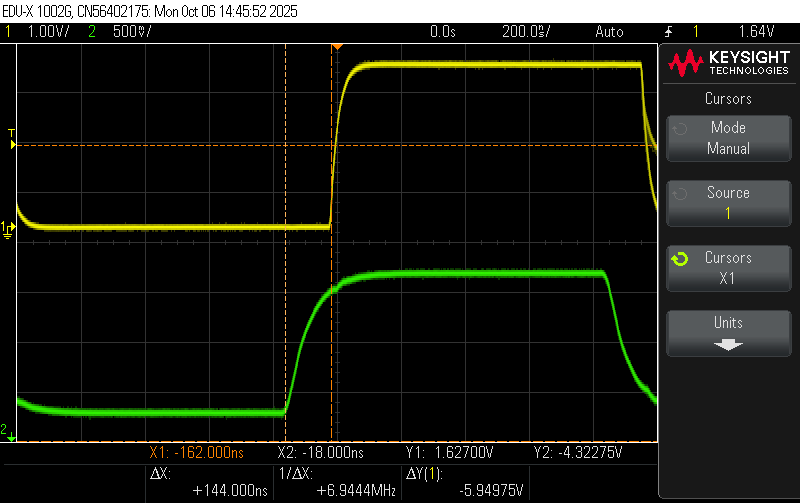 EDU-X 1002G, CN56402175: Mon Oct 06 14:45:52 2025
1 1.00V/ 2 500mV/ 0.0s 200.0ns/ Auto 1 1.64V
KEYSIGHT
TECHNOLOGIES
Cursors
Mode
Manual
Source
1
Cursors
X1
Units
T
1
2
X1: -162.000ns X2: -18.000ns Y1: 1.62700V Y2: -4.32275V
ΔX: 1/ΔX: ΔY(1):
+144.000ns +6.9444MHz -5.94975V